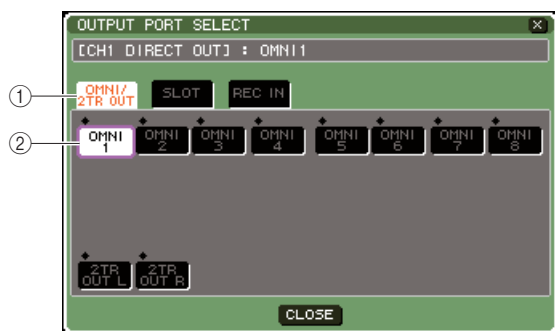 OUTPUT PORT SELECT
[CH1 DIRECT OUT] : OMNI1
① OMNI/
2TR OUT
SLOT
REC IN
② OMNI
1
OMNI
2
OMNI
3
OMNI
4
OMNI
5
OMNI
6
OMNI
7
OMNI
8
2TR
OUT L
2TR
OUT R
CLOSE